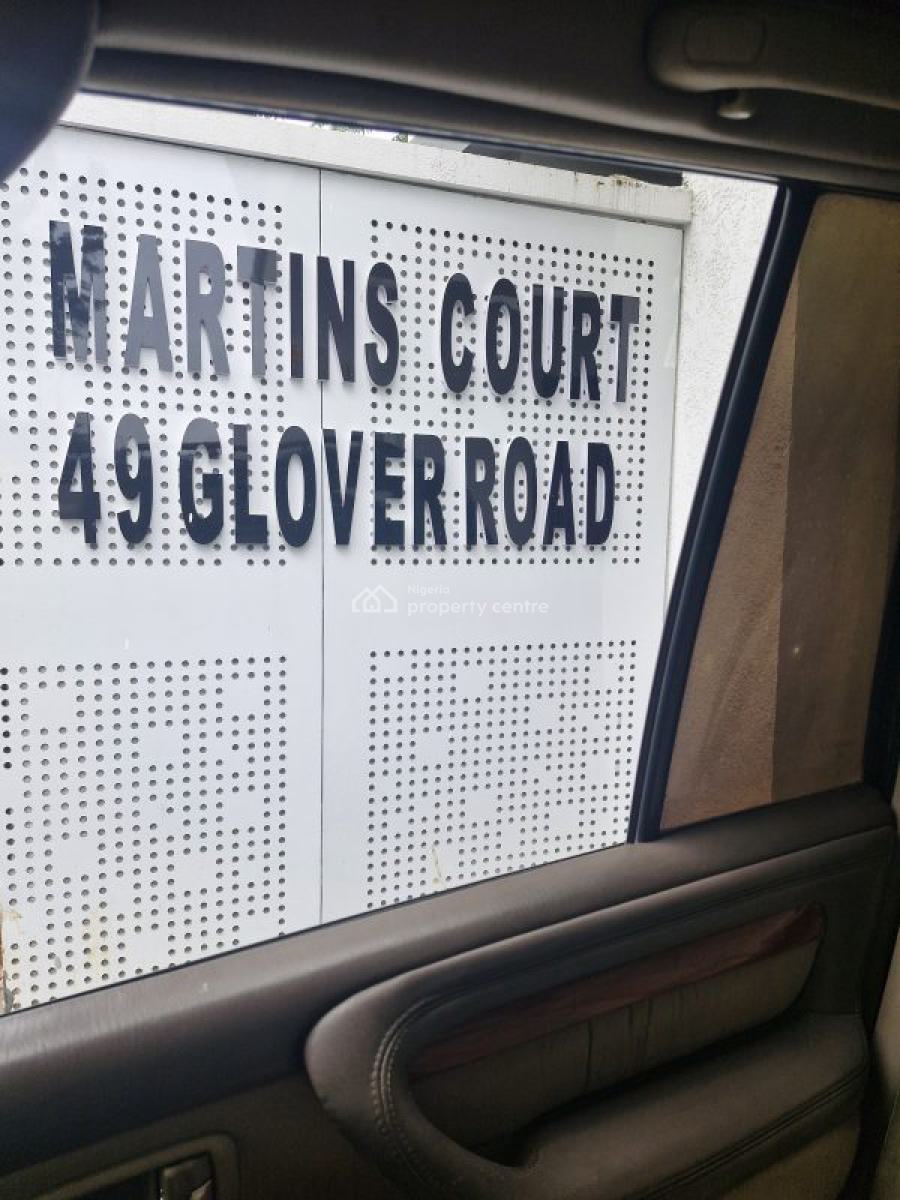 MARTINS COURT
49 GLOVER ROAD
Nigeria
property centre